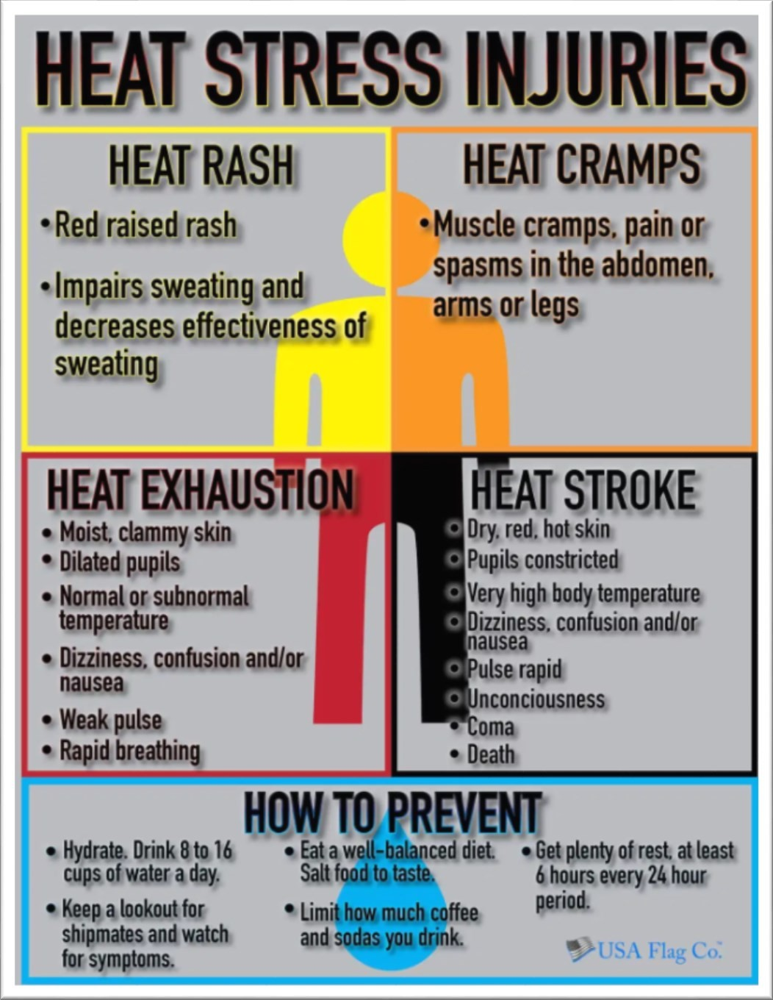 HEAT STRESS INJURIES
HEAT RASH
• Red raised rash
• Impairs sweating and
decreases effectiveness of
sweating
HEAT CRAMPS
• Muscle cramps, pain or
spasms in the abdomen,
arms or legs
HEAT EXHAUSTION
• Moist, clammy skin
• Dilated pupils
• Normal or subnormal
temperature
• Dizziness, confusion and/or
nausea
• Weak pulse
• Rapid breathing
HEAT STROKE
• Dry, red, hot skin
• Pupils constricted
• Very high body temperature
• Dizziness, confusion and/or
nausea
• Pulse rapid
• Unconciousness
• Coma
• Death
HOW TO PREVENT
• Hydrate. Drink 8 to 16
cups of water a day.
• Keep a lookout for
shipmates and watch
for symptoms.
• Eat a well-balanced diet.
Salt food to taste.
• Limit how much coffee
and sodas you drink.
• Get plenty of rest, at least
6 hours every 24 hour
period.
USA Flag Co.™